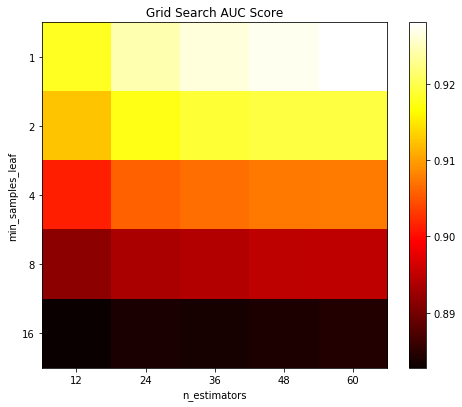 Grid Search AUC Score
min_samples_leaf
1
2
4
8
16
12 24 36 48 60
n_estimators
0.92
0.91
0.90
0.89